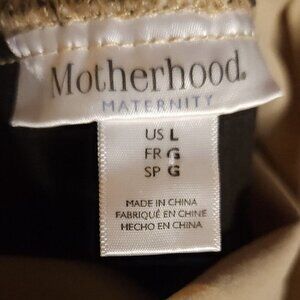 Motherhood®
MATERNITY
US L
FR G
SP G
MADE IN CHINA
FABRIQUÉ EN CHINE
HECHO EN CHINA